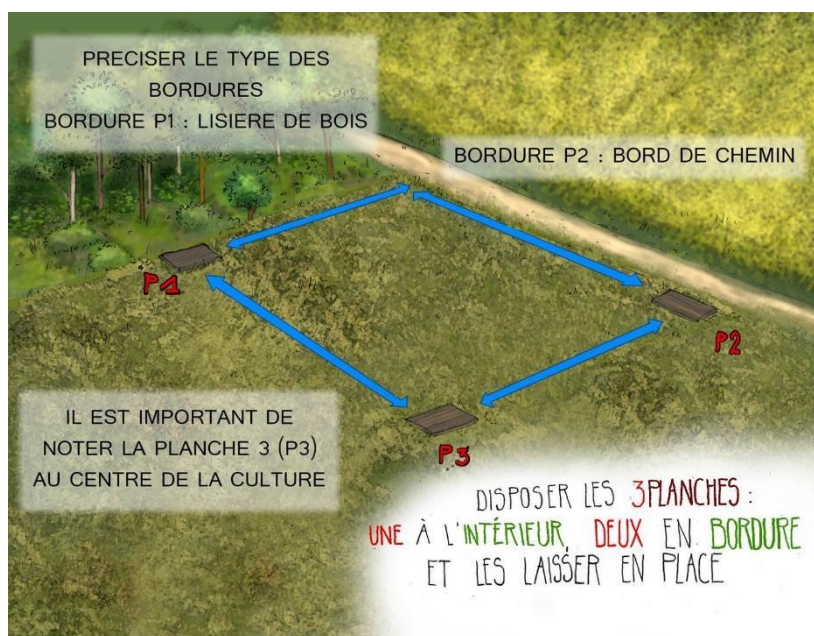 PRECISER LE TYPE DES
BORDURES
BORDURE P1 : LISIERE DE BOIS
BORDURE P2 : BORD DE CHEMIN
P1
P2
IL EST IMPORTANT DE
NOTER LA PLANCHE 3 (P3)
AU CENTRE DE LA CULTURE
P3
DISPOSER LES 3 PLANCHES :
UNE À L'INTÉRIEUR, DEUX EN BORDURE
ET LES LAISSER EN PLACE